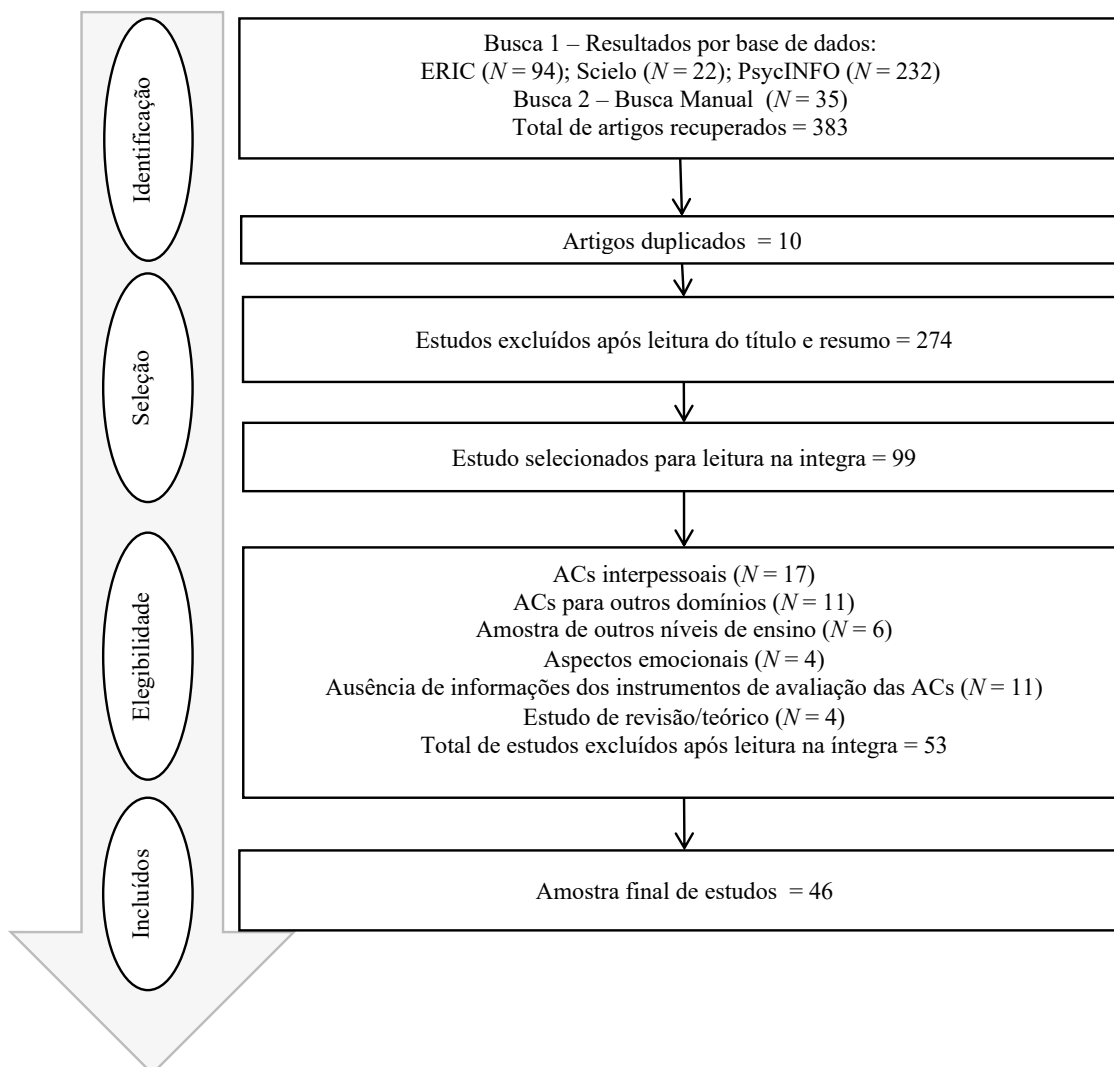 Identificação
Busca 1 – Resultados por base de dados:
ERIC (N = 94); Scielo (N = 22); PsycINFO (N = 232)
Busca 2 – Busca Manual (N = 35)
Total de artigos recuperados = 383
Artigos duplicados = 10
Seleção
Estudos excluídos após leitura do título e resumo = 274
Estudo selecionados para leitura na integra = 99
Elegibilidade
ACs interpessoais (N = 17)
ACs para outros domínios (N = 11)
Amostra de outros níveis de ensino (N = 6)
Aspectos emocionais (N = 4)
Ausência de informações dos instrumentos de avaliação das ACs (N = 11)
Estudo de revisão/teórico (N = 4)
Total de estudos excluídos após leitura na íntegra = 53
Incluídos
Amostra final de estudos = 46